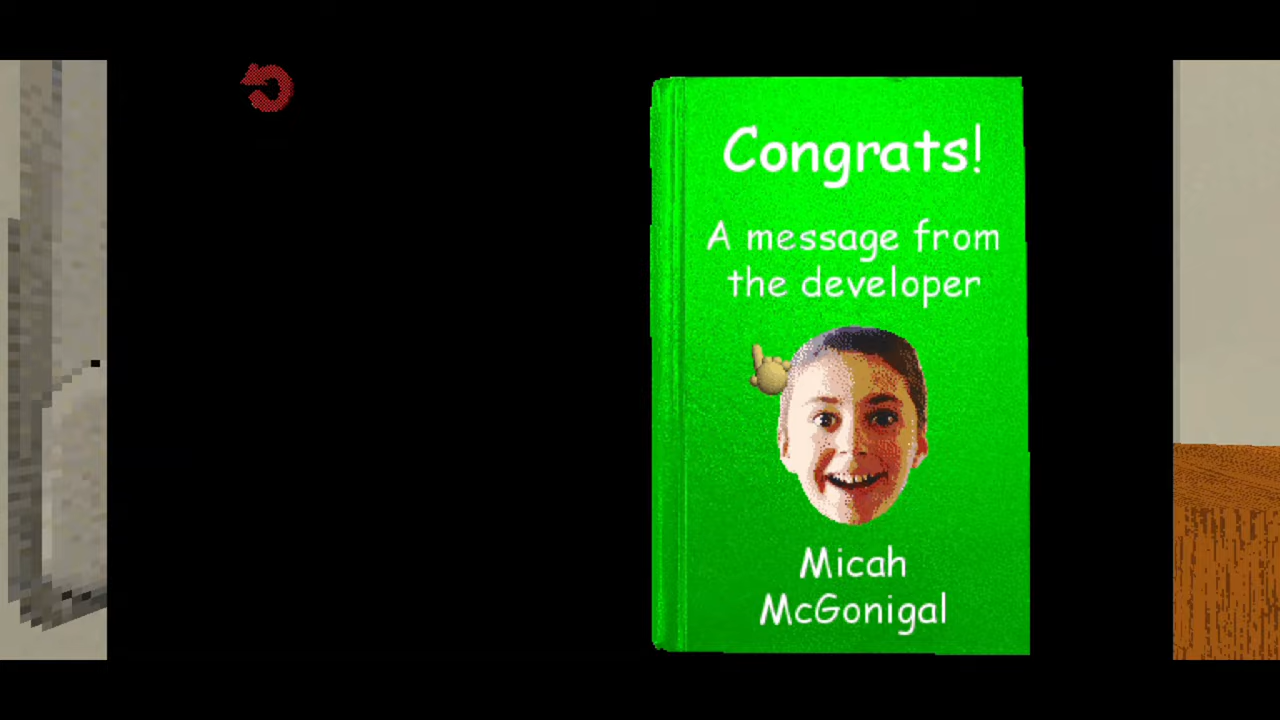 Congrats!
A message from
the developer
Micah
McGonigal